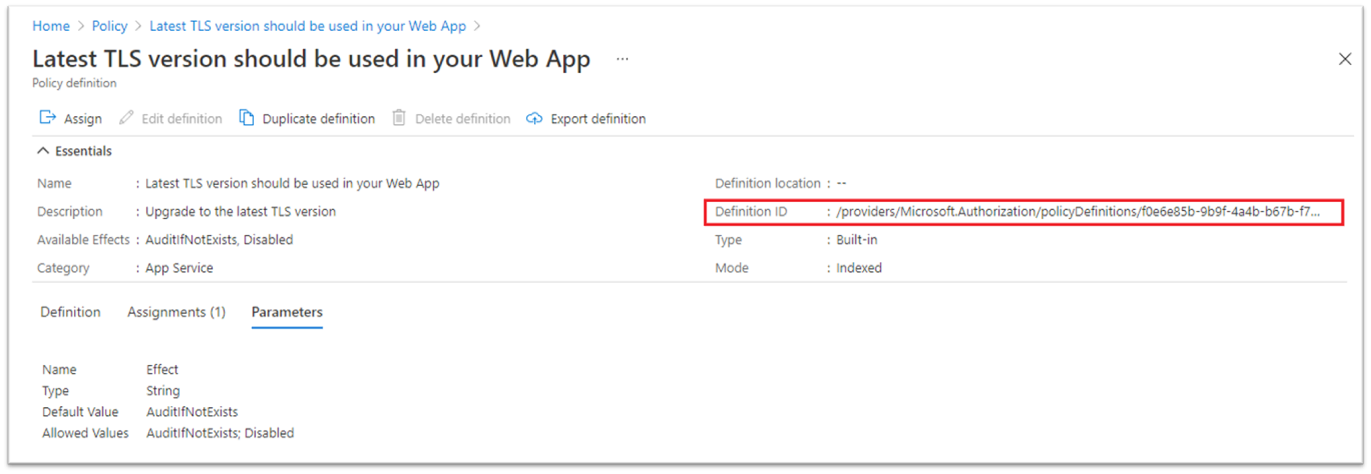 Home > Policy > Latest TLS version should be used in your Web App >
Latest TLS version should be used in your Web App ...
Policy definition
Assign Edit definition Duplicate definition Delete definition Export definition
Essentials
Name : Latest TLS version should be used in your Web App Definition location : --
Description : Upgrade to the latest TLS version Definition ID : /providers/Microsoft.Authorization/policyDefinitions/f0e6e85b-9b9f-4a4b-b67b-f7...
Available Effects : AuditIfNotExists, Disabled Type : Built-in
Category : App Service Mode : Indexed
Definition Assignments (1) Parameters
Name Effect
Type String
Default Value AuditIfNotExists
Allowed Values AuditIfNotExists; Disabled